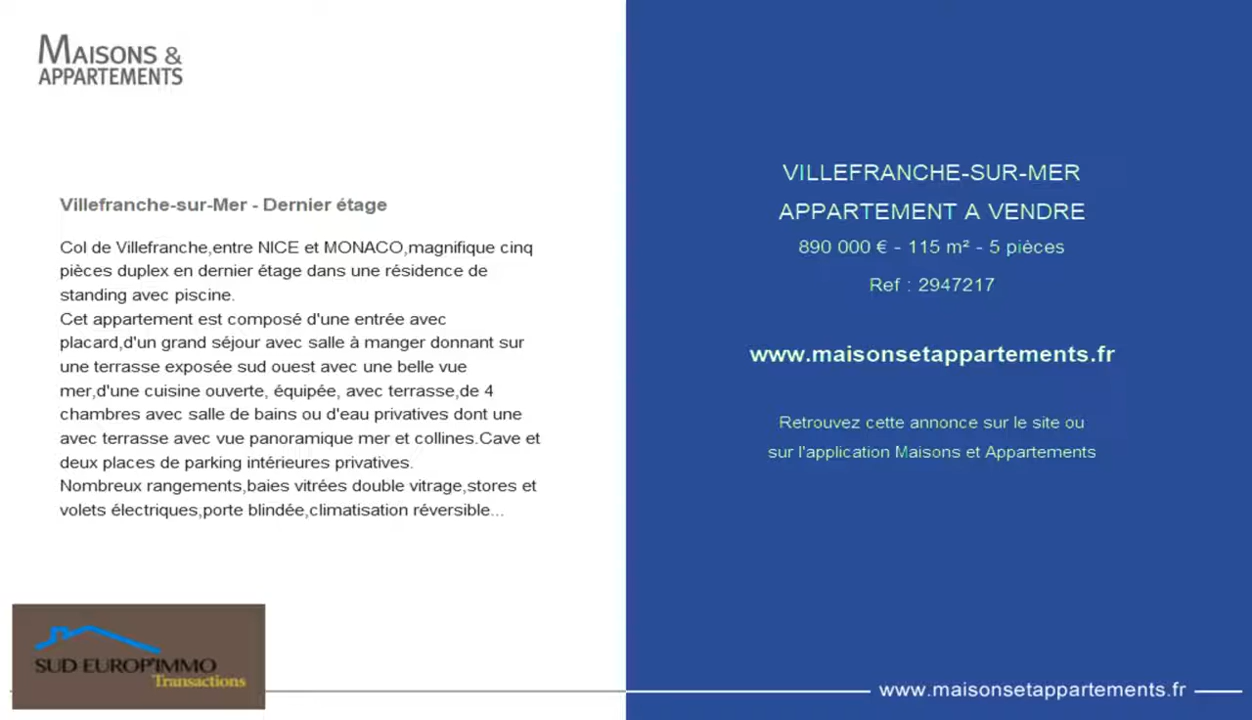 MAISONS &
APPARTEMENTS
Villefranche-sur-Mer - Dernier étage
Col de Villefranche,entre NICE et MONACO,magnifique cinq
pièces duplex en dernier étage dans une résidence de
standing avec piscine.
Cet appartement est composé d'une entrée avec
placard,d'un grand séjour avec salle à manger donnant sur
une terrasse exposée sud ouest avec une belle vue
mer,d'une cuisine ouverte, équipée, avec terrasse,de 4
chambres avec salle de bains ou d'eau privatives dont une
avec terrasse avec vue panoramique mer et collines.Cave et
deux places de parking intérieures privatives.
Nombreux rangements,baies vitrées double vitrage,stores et
volets électriques,porte blindée,climatisation réversible...
SUD EUROP'IMMO
Transactions
VILLEFRANCHE-SUR-MER
APPARTEMENT A VENDRE
890 000 € - 115 m² - 5 pièces
Ref : 2947217
www.maisonsetappartements.fr
Retrouvez cette annonce sur le site ou
sur l'application Maisons et Appartements
www.maisonsetappartements.fr